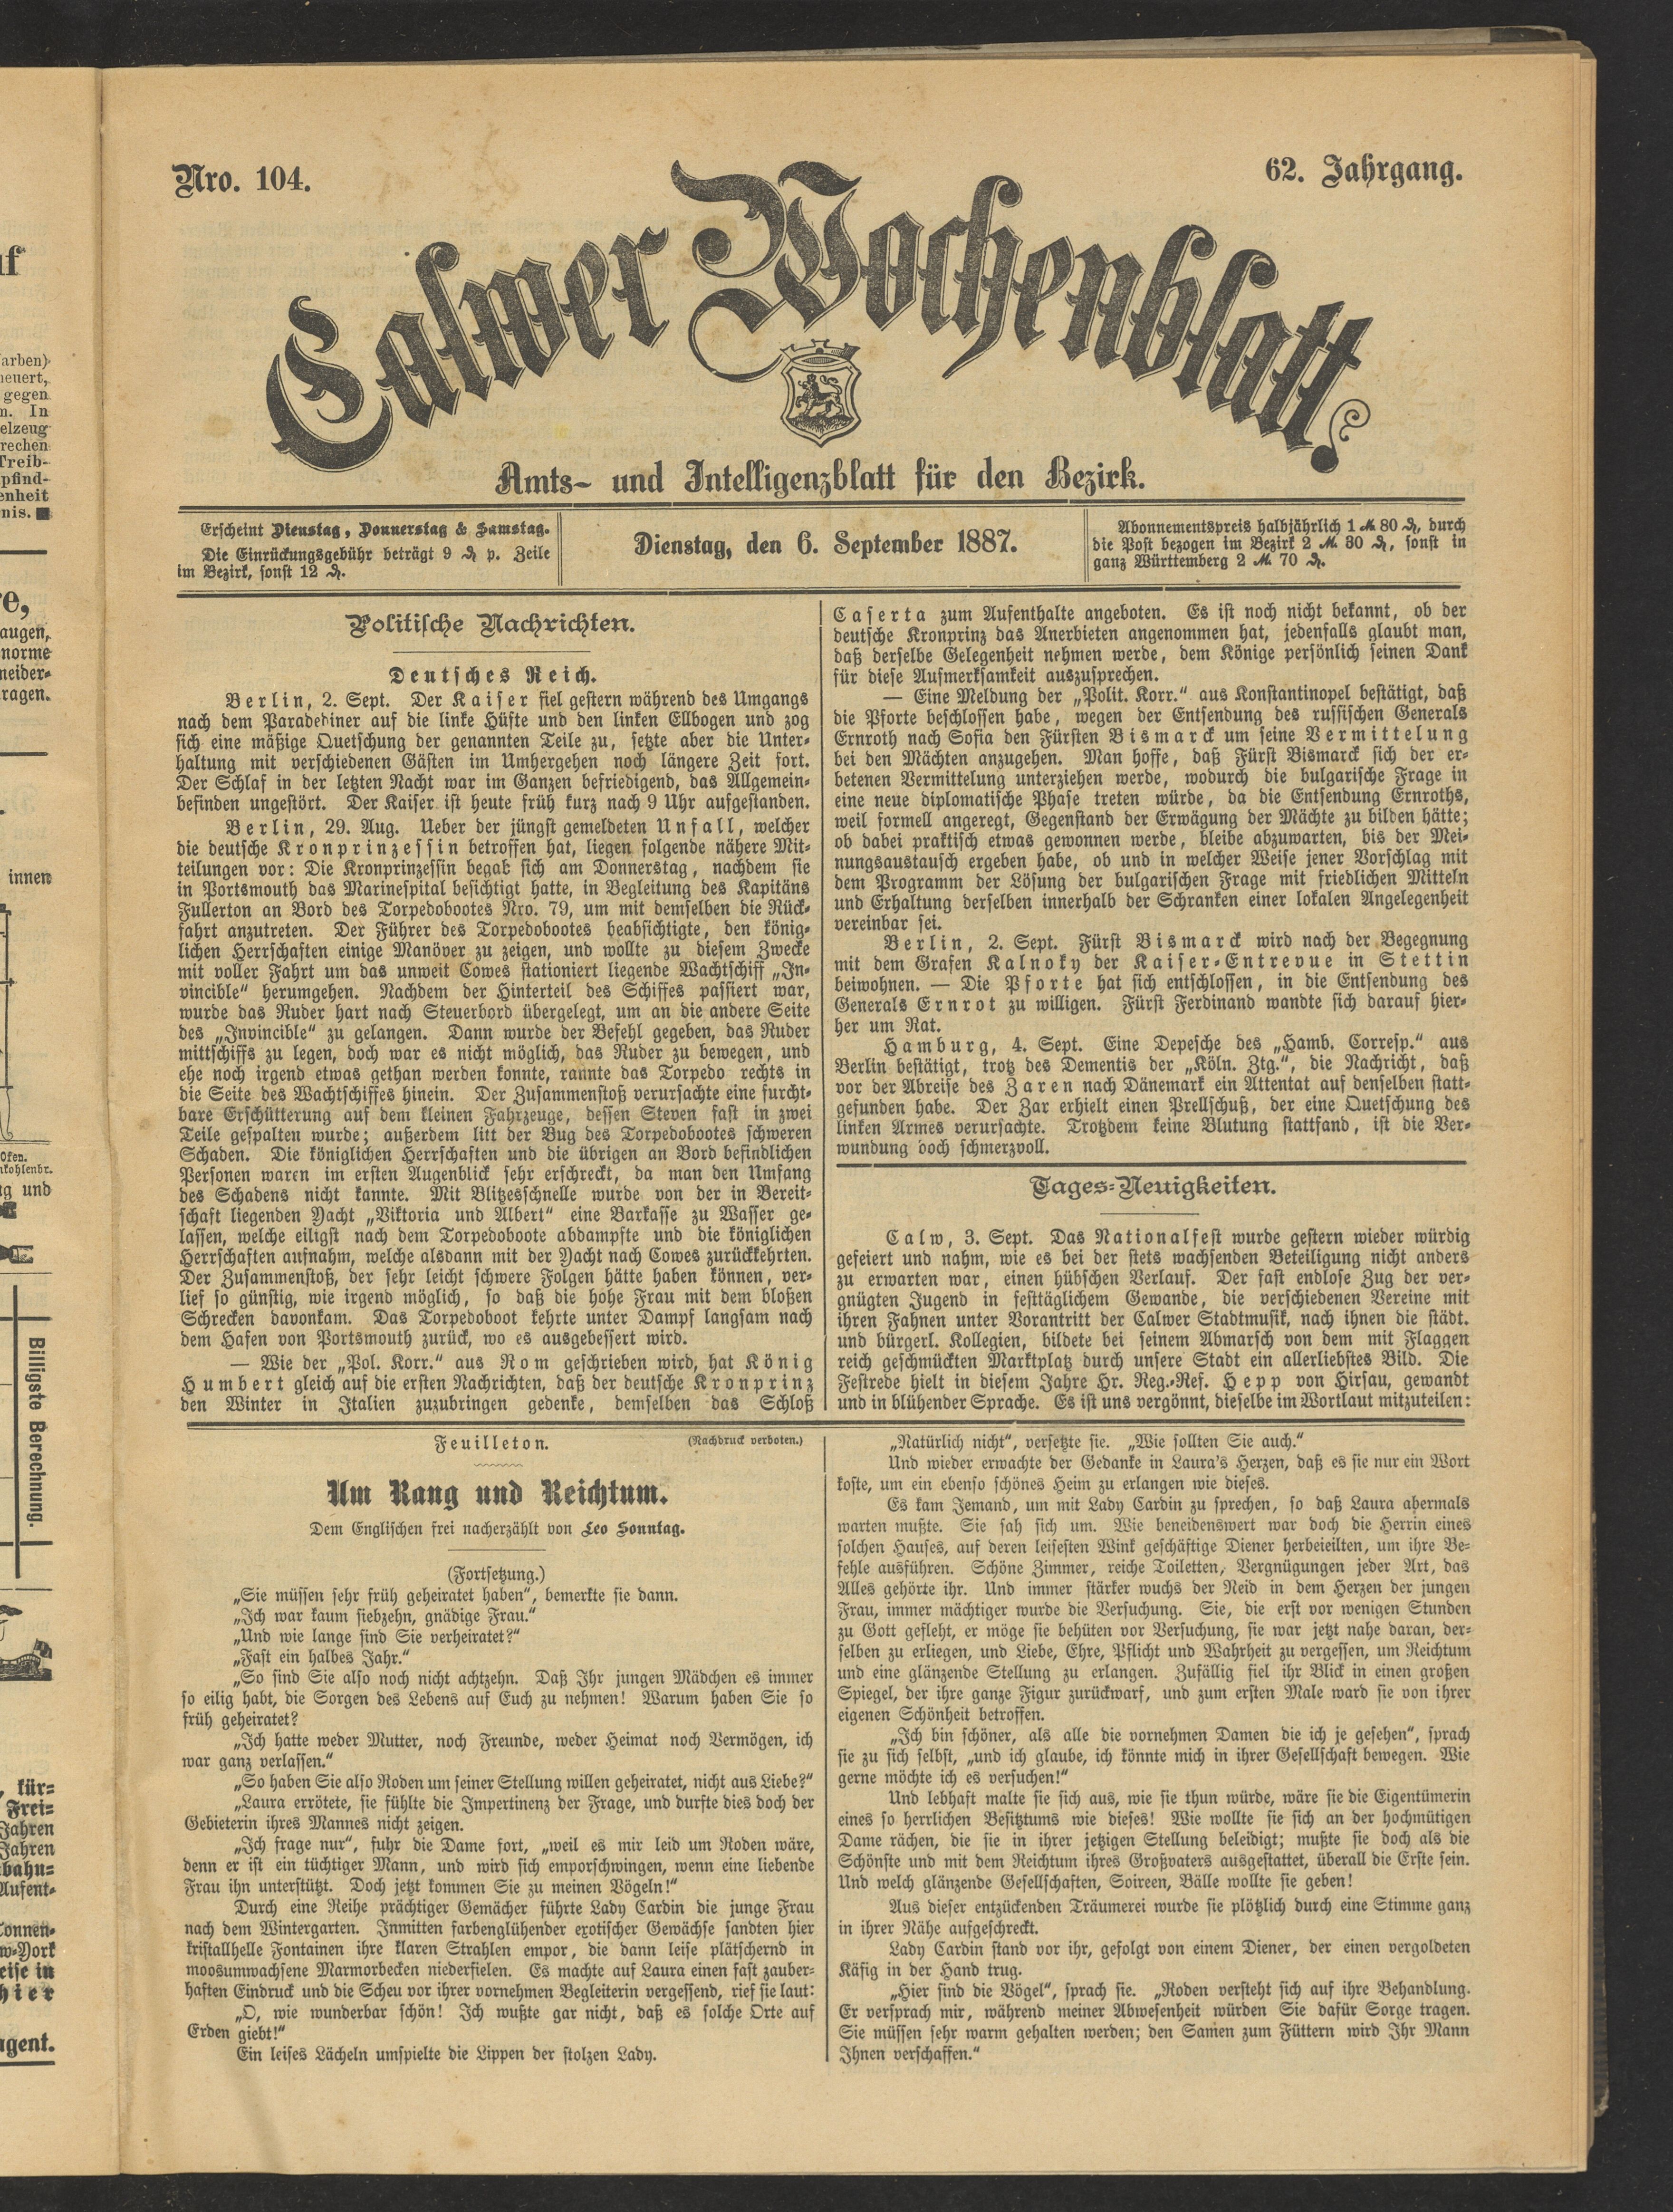 Nro. 104.
62. Jahrgang.
Calwer Wochenblatt
Amts- und Intelligenzblatt für den Bezirk.
Erscheint Dienstag, Donnerstag & Samstag.
Die Einrückungsgebühr beträgt 9 ₰ p. Zeile
im Bezirk, sonst 12 ₰.
Dienstag, den 6. September 1887.
Abonnementspreis halbjährlich 1 ℳ 80 ₰, durch
die Post bezogen im Bezirk 2 ℳ. 30 ₰, sonst in
ganz Württemberg 2 ℳ. 70 ₰.
Politische Nachrichten.
Deutsches Reich.
Berlin, 2. Sept. Der Kaiser fiel gestern während des Umgangs
nach dem Paradediner auf die linke Hüfte und den linken Ellbogen und zog
sich eine mäßige Quetschung der genannten Teile zu, setzte aber die Unter-
haltung mit verschiedenen Gästen im Umhergehen noch längere Zeit fort.
Der Schlaf in der letzten Nacht war im Ganzen befriedigend, das Allgemein-
befinden ungestört. Der Kaiser ist heute früh kurz nach 9 Uhr aufgestanden.
Berlin, 29. Aug. Ueber der jüngst gemeldeten Unfall, welcher
die deutsche Kronprinzessin betroffen hat, liegen folgende nähere Mit-
teilungen vor: Die Kronprinzessin begab sich am Donnerstag, nachdem sie
in Portsmouth das Marinespital besichtigt hatte, in Begleitung des Kapitäns
Fullerton an Bord des Torpedobootes Nro. 79, um mit demselben die Rück-
fahrt anzutreten. Der Führer des Torpedobootes beabsichtigte, den könig-
lichen Herrschaften einige Manöver zu zeigen, und wollte zu diesem Zwecke
mit voller Fahrt um das unweit Cowes stationiert liegende Wachtschiff „In-
vincible“ herumgehen. Nachdem der Hinterteil des Schiffes passiert war,
wurde das Ruder hart nach Steuerbord übergelegt, um an die andere Seite
des „Invincible“ zu gelangen. Dann wurde der Befehl gegeben, das Ruder
mittschiffs zu legen, doch war es nicht möglich, das Ruder zu bewegen, und
ehe noch irgend etwas gethan werden konnte, rannte das Torpedo rechts in
die Seite des Wachtschiffes hinein. Der Zusammenstoß verursachte eine furcht-
bare Erschütterung auf dem kleinen Fahrzeuge, dessen Steven fast in zwei
Teile gespalten wurde; außerdem litt der Bug des Torpedobootes schweren
Schaden. Die königlichen Herrschaften und die übrigen an Bord befindlichen
Personen waren im ersten Augenblick sehr erschreckt, da man den Umfang
des Schadens nicht kannte. Mit Blitzesschnelle wurde von der in Bereit-
schaft liegenden Yacht „Viktoria und Albert“ eine Barkasse zu Wasser ge-
lassen, welche eiligst nach dem Torpedoboote abdampfte und die königlichen
Herrschaften aufnahm, welche alsdann mit der Yacht nach Cowes zurückkehrten.
Der Zusammenstoß, der sehr leicht schwere Folgen hätte haben können, ver-
lief so günstig, wie irgend möglich, so daß die hohe Frau mit dem bloßen
Schrecken davonkam. Das Torpedoboot kehrte unter Dampf langsam nach
dem Hafen von Portsmouth zurück, wo es ausgebessert wird.
— Wie der „Pol. Korr.“ aus Rom geschrieben wird, hat König
Humbert gleich auf die ersten Nachrichten, daß der deutsche Kronprinz
den Winter in Italien zuzubringen gedenke, demselben das Schloß
Caserta zum Aufenthalte angeboten. Es ist noch nicht bekannt, ob der
deutsche Kronprinz das Anerbieten angenommen hat, jedenfalls glaubt man,
daß derselbe Gelegenheit nehmen werde, dem Könige persönlich seinen Dank
für diese Aufmerksamkeit auszusprechen.
— Eine Meldung der „Polit. Korr.“ aus Konstantinopel bestätigt, daß
die Pforte beschlossen habe, wegen der Entsendung des russischen Generals
Ernroth nach Sofia den Fürsten Bismarck um seine Vermittelung
bei den Mächten anzugehen. Man hoffe, daß Fürst Bismarck sich der er-
betenen Vermittelung unterziehen werde, wodurch die bulgarische Frage in
eine neue diplomatische Phase treten würde, da die Entsendung Ernroths,
weil formell angeregt, Gegenstand der Erwägung der Mächte zu bilden hätte;
ob dabei praktisch etwas gewonnen werde, bleibe abzuwarten, bis der Mei-
nungsaustausch ergeben habe, ob und in welcher Weise jener Vorschlag mit
dem Programm der Lösung der bulgarischen Frage mit friedlichen Mitteln
und Erhaltung derselben innerhalb der Schranken einer lokalen Angelegenheit
vereinbar sei.
Berlin, 2. Sept. Fürst Bismarck wird nach der Begegnung
mit dem Grafen Kalnoky der Kaiser-Entrevue in Stettin
beiwohnen. — Die Pforte hat sich entschlossen, in die Entsendung des
Generals Ernrot zu willigen. Fürst Ferdinand wandte sich darauf hier-
her um Rat.
Hamburg, 4. Sept. Eine Depesche des „Hamb. Corresp.“ aus
Berlin bestätigt, trotz des Dementis der „Köln. Ztg.“, die Nachricht, daß
vor der Abreise des Zaren nach Dänemark ein Attentat auf denselben statt-
gefunden habe. Der Zar erhielt einen Prellschuß, der eine Quetschung des
linken Armes verursachte. Trotzdem keine Blutung stattfand, ist die Ver-
wundung doch schmerzvoll.
Tages-Neuigkeiten.
Calw, 3. Sept. Das Nationalfest wurde gestern wieder würdig
gefeiert und nahm, wie es bei der stets wachsenden Beteiligung nicht anders
zu erwarten war, einen hübschen Verlauf. Der fast endlose Zug der ver-
gnügten Jugend in festtäglichem Gewande, die verschiedenen Vereine mit
ihren Fahnen unter Vorantritt der Calwer Stadtmusik, nach ihnen die städt.
und bürgerl. Kollegien, bildete bei seinem Abmarsch von dem mit Flaggen
reich geschmückten Marktplatz durch unsere Stadt ein allerliebstes Bild. Die
Festrede hielt in diesem Jahre Hr. Reg.-Ref. Hepp von Hirsau, gewandt
und in blühender Sprache. Es ist uns vergönnt, dieselbe im Wortlaut mitzuteilen:
Feuilleton.
(Nachdruck verboten.)
Um Rang und Reichtum.
Dem Englischen frei nacherzählt von Leo Sonntag.
(Fortsetzung.)
„Sie müssen sehr früh geheiratet haben“, bemerkte sie dann.
„Ich war kaum siebzehn, gnädige Frau.“
„Und wie lange sind Sie verheiratet?“
„Fast ein halbes Jahr.“
„So sind Sie also noch nicht achtzehn. Daß Ihr jungen Mädchen es immer
so eilig habt, die Sorgen des Lebens auf Euch zu nehmen! Warum haben Sie so
früh geheiratet?
„Ich hatte weder Mutter, noch Freunde, weder Heimat noch Vermögen, ich
war ganz verlassen.“
„So haben Sie also Roden um seiner Stellung willen geheiratet, nicht aus Liebe?“
„Laura errötete, sie fühlte die Impertinenz der Frage, und durfte dies doch der
Gebieterin ihres Mannes nicht zeigen.
„Ich frage nur“, fuhr die Dame fort, „weil es mir leid um Roden wäre,
denn er ist ein tüchtiger Mann, und wird sich emporschwingen, wenn eine liebende
Frau ihn unterstützt. Doch jetzt kommen Sie zu meinen Vögeln!“
Durch eine Reihe prächtiger Gemächer führte Lady Cardin die junge Frau
nach dem Wintergarten. Inmitten farbenglühender exotischer Gewächse sandten hier
kristallhelle Fontainen ihre klaren Strahlen empor, die dann leise plätschernd in
moosumwachsene Marmorbecken niederfielen. Es machte auf Laura einen fast zauber-
haften Eindruck und die Scheu vor ihrer vornehmen Begleiterin vergessend, rief sie laut:
„O, wie wunderbar schön! Ich wußte gar nicht, daß es solche Orte auf
Erden giebt!“
Ein leises Lächeln umspielte die Lippen der stolzen Lady.
„Natürlich nicht“, versetzte sie. „Wie sollten Sie auch.“
Und wieder erwachte der Gedanke in Laura's Herzen, daß es sie nur ein Wort
koste, um ein ebenso schönes Heim zu erlangen wie dieses.
Es kam Jemand, um mit Lady Cardin zu sprechen, so daß Laura abermals
warten mußte. Sie sah sich um. Wie beneidenswert war doch die Herrin eines
solchen Hauses, auf deren leisesten Wink geschäftige Diener herbeieilten, um ihre Be-
fehle ausführen. Schöne Zimmer, reiche Toiletten, Vergnügungen jeder Art, das
Alles gehörte ihr. Und immer stärker wuchs der Neid in dem Herzen der jungen
Frau, immer mächtiger wurde die Versuchung. Sie, die erst vor wenigen Stunden
zu Gott gefleht, er möge sie behüten vor Versuchung, sie war jetzt nahe daran, der-
selben zu erliegen, und Liebe, Ehre, Pflicht und Wahrheit zu vergessen, um Reichtum
und eine glänzende Stellung zu erlangen. Zufällig fiel ihr Blick in einen großen
Spiegel, der ihre ganze Figur zurückwarf, und zum ersten Male ward sie von ihrer
eigenen Schönheit betroffen.
„Ich bin schöner, als alle die vornehmen Damen die ich je gesehen“, sprach
sie zu sich selbst, „und ich glaube, ich könnte mich in ihrer Gesellschaft bewegen. Wie
gerne möchte ich es versuchen!“
Und lebhaft malte sie sich aus, wie sie thun würde, wäre sie die Eigentümerin
eines so herrlichen Besitztums wie dieses! Wie wollte sie sich an der hochmütigen
Dame rächen, die sie in ihrer jetzigen Stellung beleidigt; mußte sie doch als die
Schönste und mit dem Reichtum ihres Großvaters ausgestattet, überall die Erste sein.
Und welch glänzende Gesellschaften, Soireen, Bälle wollte sie geben!
Aus dieser entzückenden Träumerei wurde sie plötzlich durch eine Stimme ganz
in ihrer Nähe aufgeschreckt.
Lady Cardin stand vor ihr, gefolgt von einem Diener, der einen vergoldeten
Käfig in der Hand trug.
„Hier sind die Vögel“, sprach sie. „Roden versteht sich auf ihre Behandlung.
Er versprach mir, während meiner Abwesenheit würden Sie dafür Sorge tragen.
Sie müssen sehr warm gehalten werden; den Samen zum Füttern wird Ihr Mann
Ihnen verschaffen.“
Billigste Berechnung.